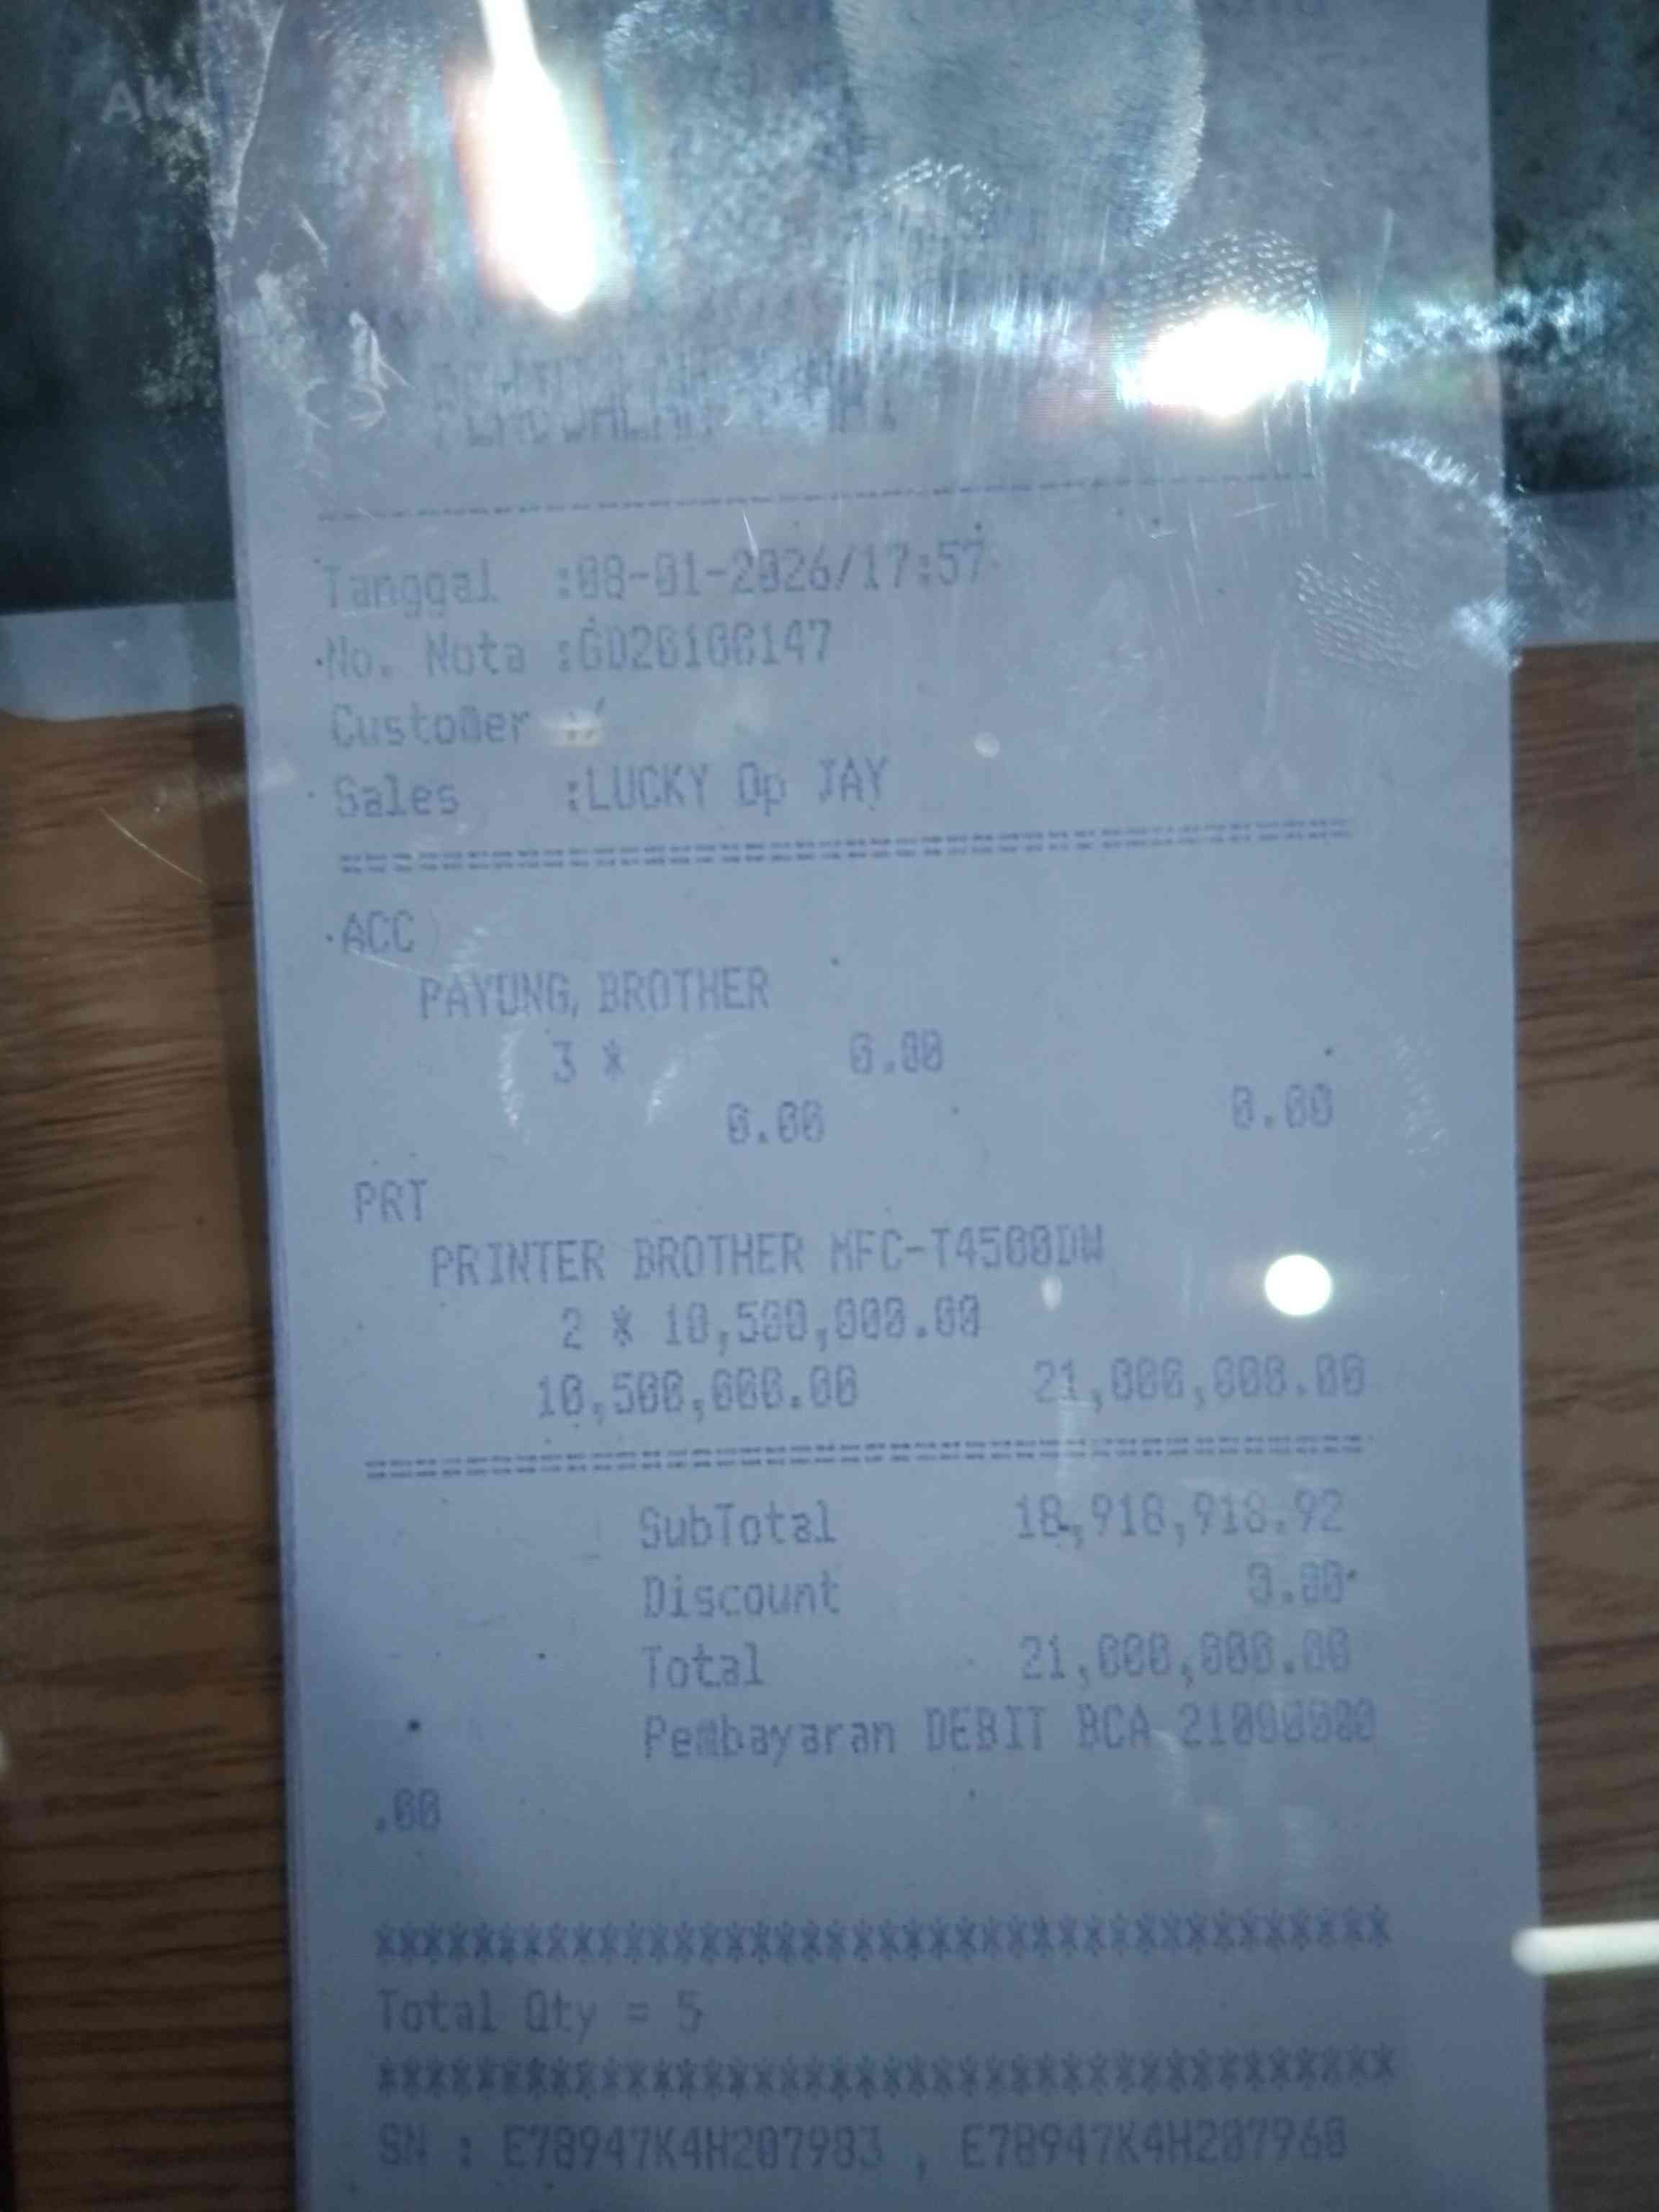 Tanggal :08-01-2026/17:57
No. Nota :GD26100147
Customer :/
Sales :LUCKY Op JAY
ACC
PAYUNG, BROTHER
3 * 0.00
0.00 0.00
PRT
PRINTER BROTHER MFC-T4500DW
2 * 10,500,000.00
10,500,000.00 21,000,000.00
SubTotal 18,918,918.92
Discount 0.00
Total 21,000,000.00
Pembayaran DEBIT BCA 21000000
.00
****************************************
Total Qty = 5
****************************************
SN : E78947K4H207983 , E78947K4H207960